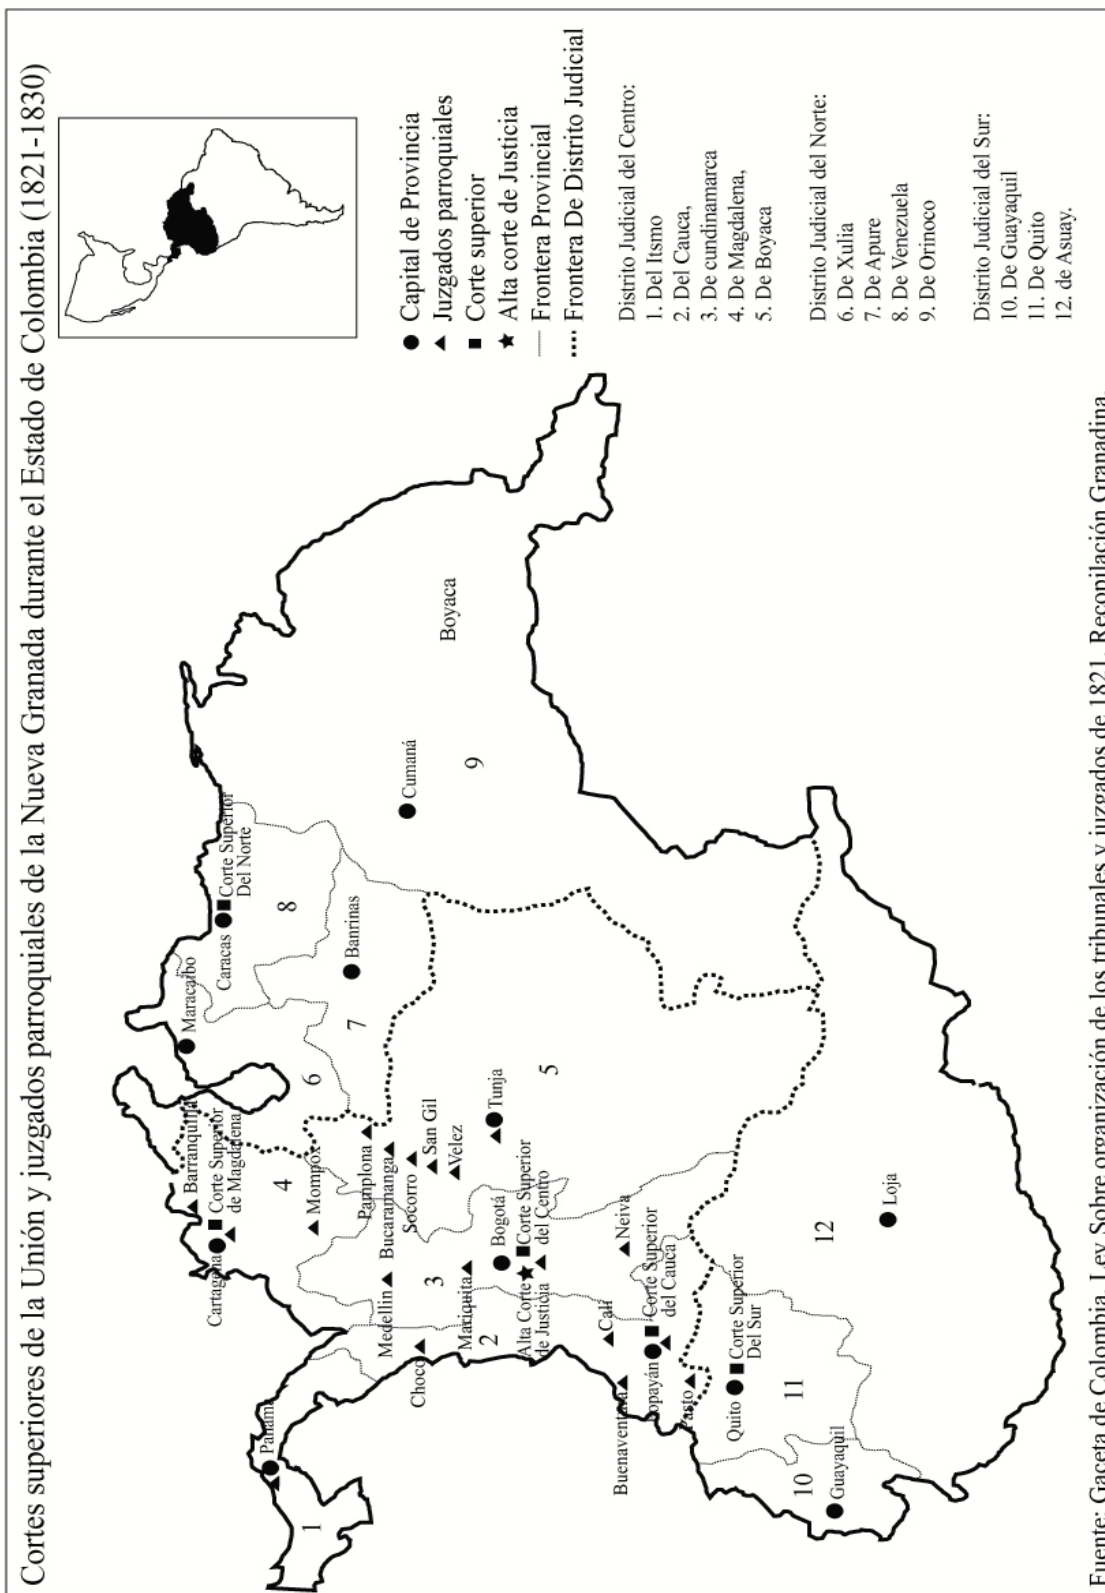 Cortes superiores de la Unión y juzgados parroquiales de la Nueva Granada durante el Estado de Colombia (1821-1830)
Capital de Provincia
Juzgados parroquiales
Corte superior
Alta corte de Justicia
Frontera Provincial
Frontera De Distrito Judicial
Distrito Judicial del Centro:
1. Del Itsmo
2. Del Cauca,
3. De cundinamarca
4. De Magdalena,
5. De Boyaca
Distrito Judicial del Norte:
6. De Xulia
7. De Apure
8. De Venezuela
9. De Orinoco
Distrito Judicial del Sur:
10. De Guayaquil
11. De Quito
12. de Asuay.
Barranquilla
Maracaibo
Cartagena
Corte Superior
de Magdalena
Caracas
Corte Superior
Del Norte
Panamá
1
4
Mompóx
6
8
Pamplona
7
Banrinas
Medellin
Bucaramanga
Choco
Socorro
San Gil
Cumaná
Boyaca
3
Mariquita
Velez
9
2
Bogotá
Tunja
Alta Corte
de Justicia
Corte Superior
del Centro
5
Cali
Neiva
Buenaventura
Popayán
Corte Superior
del Cauca
Pasto
Quito
Corte Superior
Del Sur
10
11
12
Guayaquil
Loja
Fuente: Gaceta de Colombia. Ley Sobre organización de los tribunales y juzgados de 1821. Recopilación Granadina.